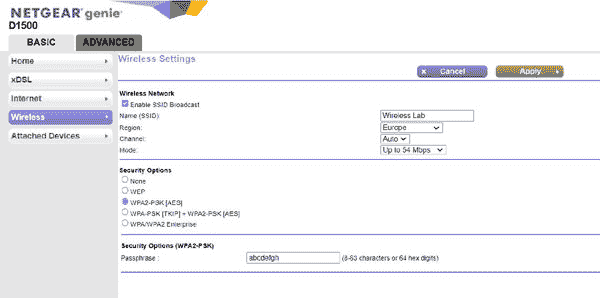 NETGEAR® genie®
D1500
BASIC ADVANCED
Home
xDSL
Internet
Wireless
Attached Devices
Wireless Settings
X Cancel Apply
Wireless Network
Enable SSID Broadcast
Name (SSID): Wireless Lab
Region: Europe
Channel: Auto
Mode: Up to 54 Mbps
Security Options
None
WEP
WPA2-PSK [AES]
WPA-PSK [TKIP] + WPA2-PSK [AES]
WPA/WPA2 Enterprise
Security Options (WPA2-PSK)
Passphrase : abcdefgh (8-63 characters or 64 hex digits)